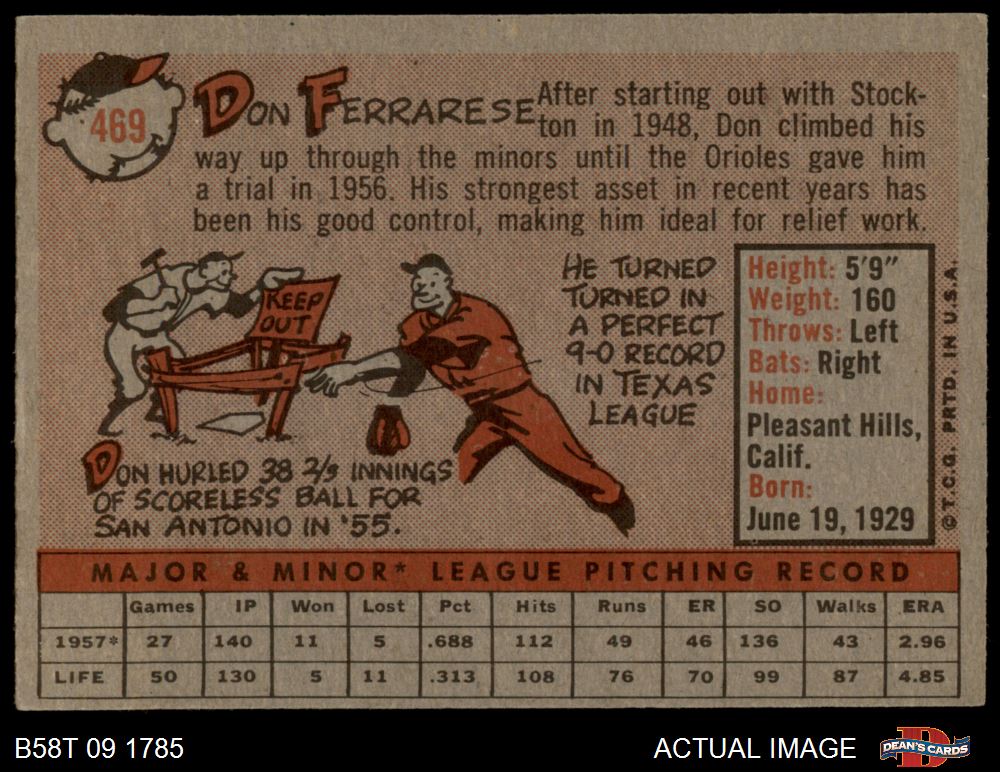 469
DON FERRARESE
After starting out with Stock-
ton in 1948, Don climbed his
way up through the minors until the Orioles gave him
a trial in 1956. His strongest asset in recent years has
been his good control, making him ideal for relief work.
KEEP
OUT
HE TURNED
TURNED IN
A PERFECT
9-0 RECORD
IN TEXAS
LEAGUE
DON HURLED 38 2/3 INNINGS
OF SCORELESS BALL FOR
SAN ANTONIO IN '55.
Height: 5'9"
Weight: 160
Throws: Left
Bats: Right
Home:
Pleasant Hills,
Calif.
Born:
June 19, 1929
©T.C.G. PRTD. IN U.S.A.
MAJOR & MINOR* LEAGUE PITCHING RECORD
Games IP Won Lost Pct Hits Runs ER SO Walks ERA
1957* 27 140 11 5 .688 112 49 46 136 43 2.96
LIFE 50 130 5 11 .313 108 76 70 99 87 4.85
B58T 09 1785
ACTUAL IMAGE
DEAN'S CARDS